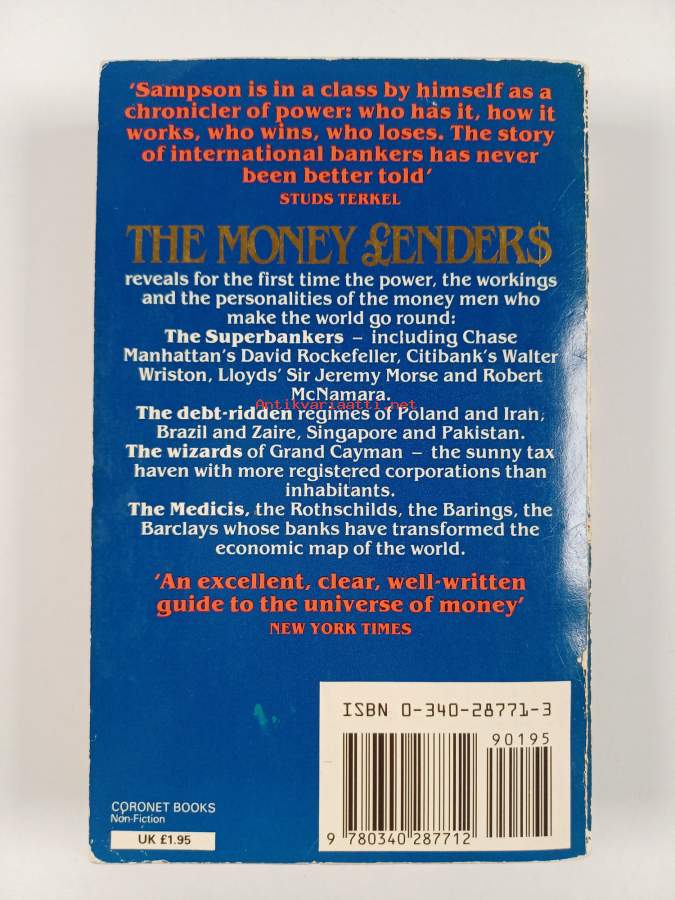 'Sampson is in a class by himself as a
chronicler of power: who has it, how it
works, who wins, who loses. The story
of international bankers has never
been better told'
STUDS TERKEL
THE MONEY £ENDER$
reveals for the first time the power, the workings
and the personalities of the money men who
make the world go round:
The Superbankers – including Chase
Manhattan's David Rockefeller, Citibank's Walter
Wriston, Lloyds' Sir Jeremy Morse and Robert
McNamara.
Antikvariaatti.net
The debt-ridden regimes of Poland and Iran,
Brazil and Zaire, Singapore and Pakistan.
The wizards of Grand Cayman – the sunny tax
haven with more registered corporations than
inhabitants.
The Medicis, the Rothschilds, the Barings, the
Barclays whose banks have transformed the
economic map of the world.
'An excellent, clear, well-written
guide to the universe of money'
NEW YORK TIMES
ISBN 0-340-28771-3
90195
9 780340 287712
CORONET BOOKS
Non-Fiction
UK £1.95